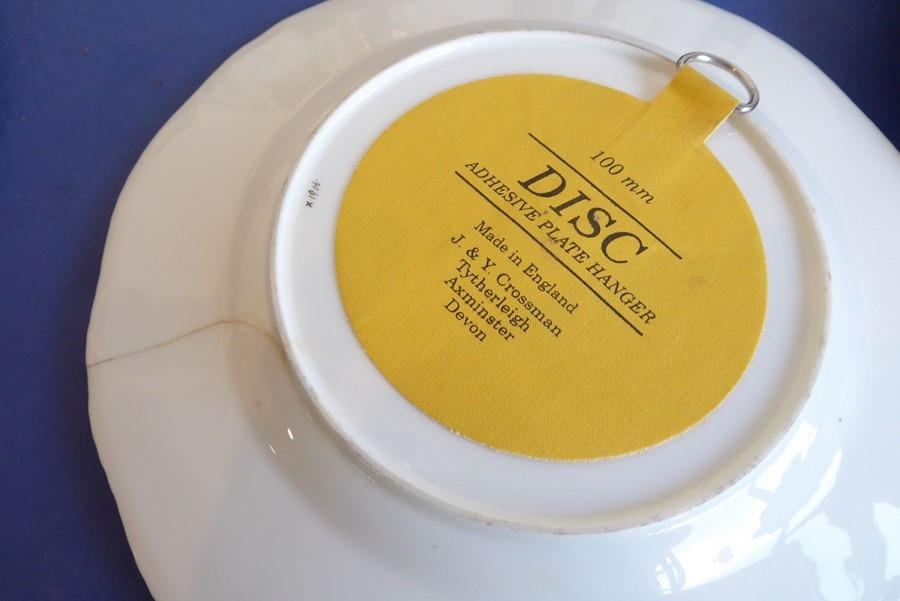 100 mm
DISC
ADHESIVE PLATE HANGER
Made in England
J. & Y. Crossman
Tytherleigh
Axminster
Devon